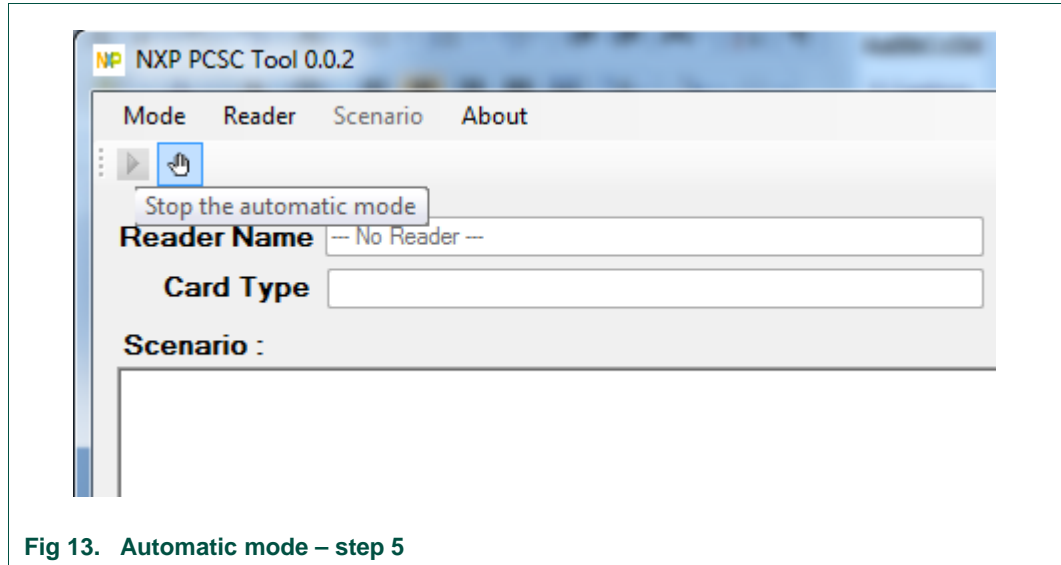 NXP PCSC Tool 0.0.2
Mode Reader Scenario About
Stop the automatic mode
Reader Name --- No Reader ---
Card Type
Scenario :
Fig 13. Automatic mode – step 5